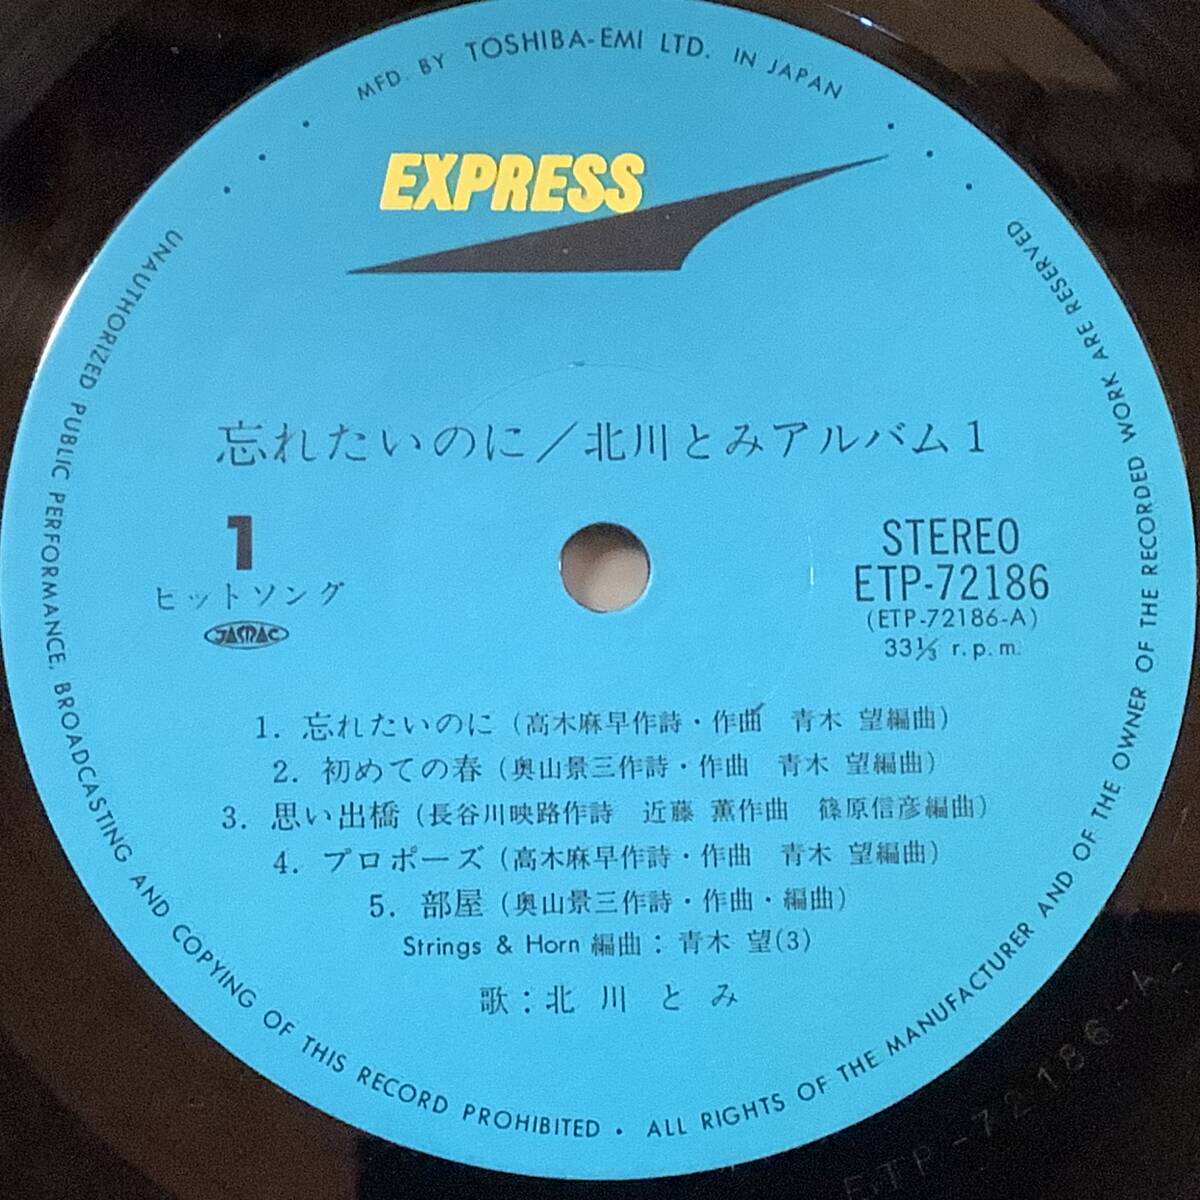 MFD. BY TOSHIBA-EMI LTD. IN JAPAN
EXPRESS
忘れたいのに／北川とみアルバム1
1
ヒットソング
JASRAC
STEREO
ETP-72186
(ETP-72186-A)
33⅓ r.p.m.
1. 忘れたいのに (高木麻早作詩・作曲 青木 望編曲)
2. 初めての春 (奥山景三作詩・作曲 青木 望編曲)
3. 思い出橋 (長谷川映路作詩 近藤 薫作曲 篠原信彦編曲)
4. プロポーズ (高木麻早作詩・作曲 青木 望編曲)
5. 部屋 (奥山景三作詩・作曲・編曲)
Strings & Horn 編曲：青木 望(3)
歌：北川とみ
UNAUTHORIZED PUBLIC PERFORMANCE, BROADCASTING AND COPYING OF THIS RECORD PROHIBITED • ALL RIGHTS OF THE MANUFACTURER AND OF THE OWNER OF THE RECORDED WORK ARE RESERVED
ETP-72186-A-